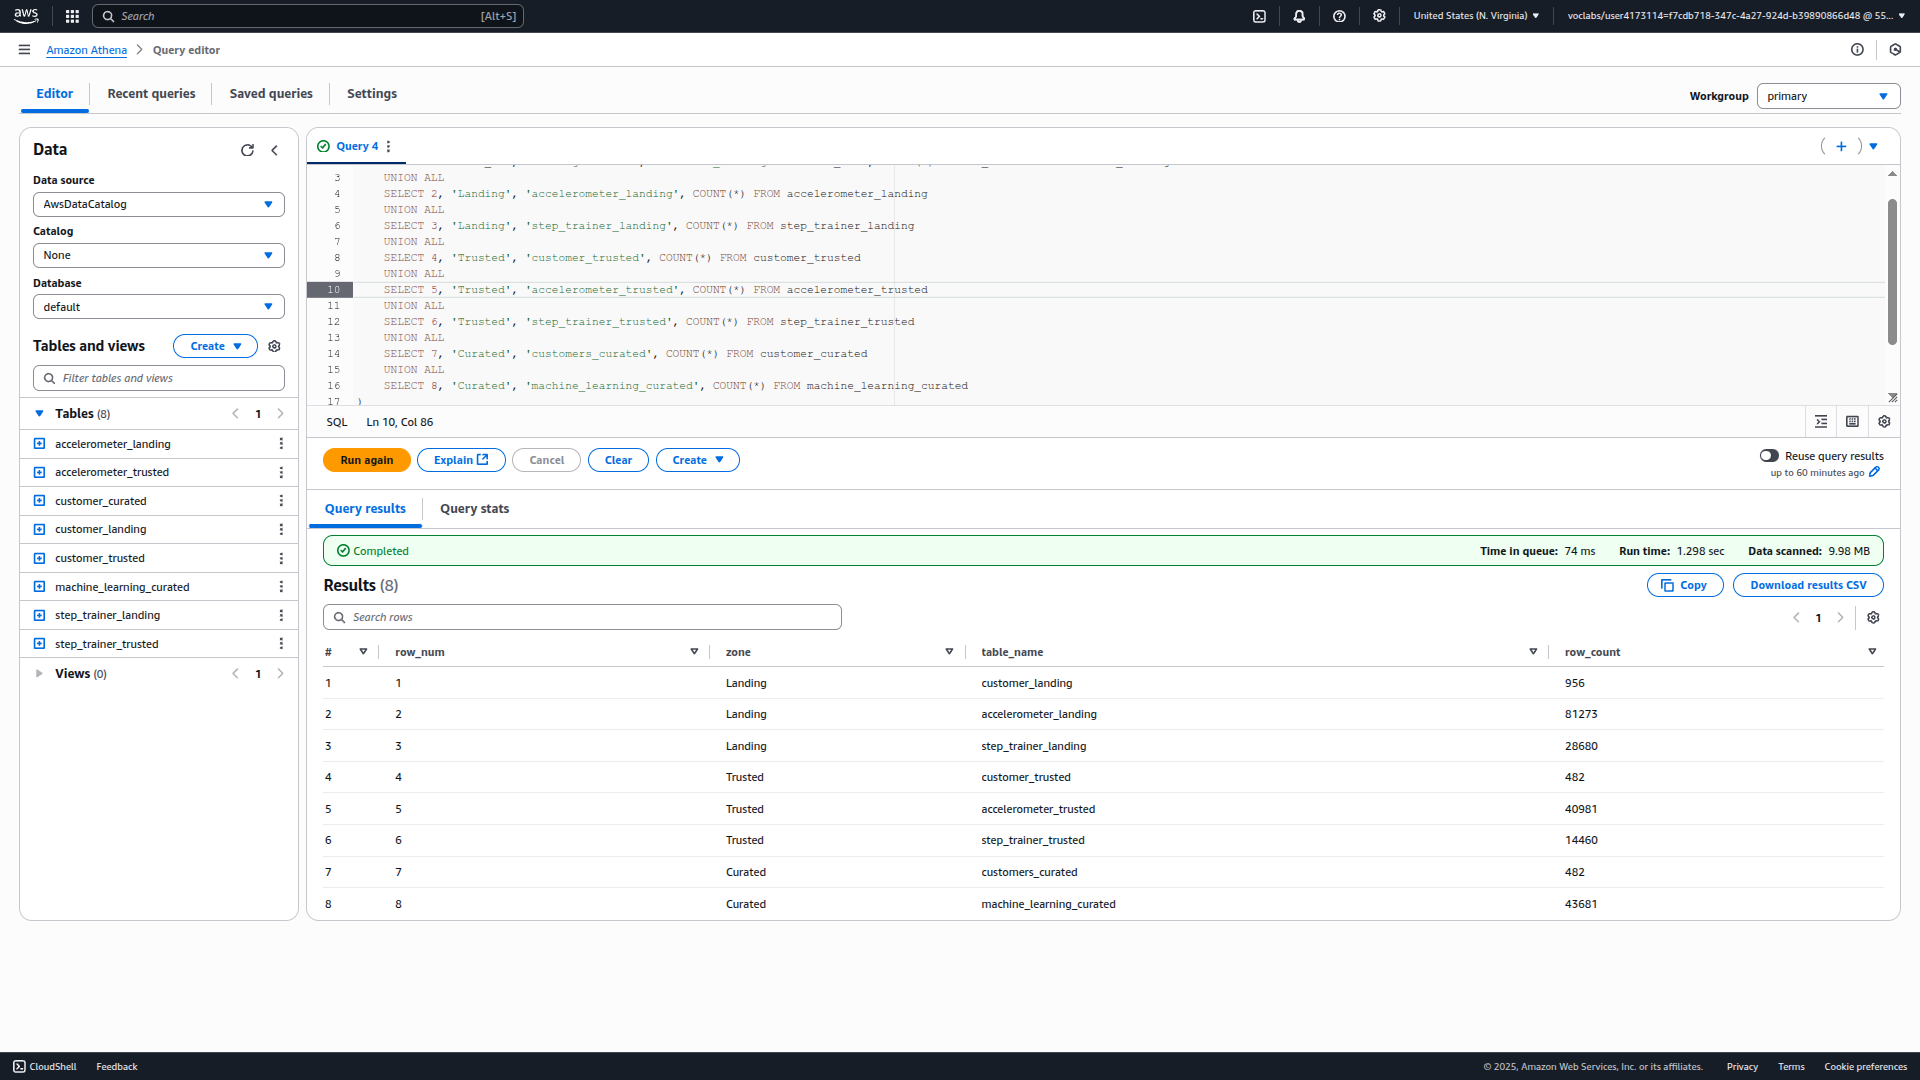 aws
Search [Alt+S]
United States (N. Virginia)
voclabs/user4173114=f7cdb718-347c-4a27-924d-b39890866d48 @ 55...
Amazon Athena > Query editor
Editor
Recent queries
Saved queries
Settings
Workgroup
primary
Data
Data source
AwsDataCatalog
Catalog
None
Database
default
Tables and views
Create
Filter tables and views
Tables (8)
1
accelerometer_landing
accelerometer_trusted
customer_curated
customer_landing
customer_trusted
machine_learning_curated
step_trainer_landing
step_trainer_trusted
Views (0)
1
Query 4
3 UNION ALL
4 SELECT 2, 'Landing', 'accelerometer_landing', COUNT(*) FROM accelerometer_landing
5 UNION ALL
6 SELECT 3, 'Landing', 'step_trainer_landing', COUNT(*) FROM step_trainer_landing
7 UNION ALL
8 SELECT 4, 'Trusted', 'customer_trusted', COUNT(*) FROM customer_trusted
9 UNION ALL
10 SELECT 5, 'Trusted', 'accelerometer_trusted', COUNT(*) FROM accelerometer_trusted
11 UNION ALL
12 SELECT 6, 'Trusted', 'step_trainer_trusted', COUNT(*) FROM step_trainer_trusted
13 UNION ALL
14 SELECT 7, 'Curated', 'customers_curated', COUNT(*) FROM customer_curated
15 UNION ALL
16 SELECT 8, 'Curated', 'machine_learning_curated', COUNT(*) FROM machine_learning_curated
17 )
SQL Ln 10, Col 86
Run again
Explain
Cancel
Clear
Create
Reuse query results
up to 60 minutes ago
Query results
Query stats
Completed
Time in queue: 74 ms Run time: 1.298 sec Data scanned: 9.98 MB
Results (8)
Copy
Download results CSV
Search rows
1
# row_num zone table_name row_count
1 1 Landing customer_landing 956
2 2 Landing accelerometer_landing 81273
3 3 Landing step_trainer_landing 28680
4 4 Trusted customer_trusted 482
5 5 Trusted accelerometer_trusted 40981
6 6 Trusted step_trainer_trusted 14460
7 7 Curated customers_curated 482
8 8 Curated machine_learning_curated 43681
CloudShell
Feedback
© 2025, Amazon Web Services, Inc. or its affiliates.
Privacy
Terms
Cookie preferences